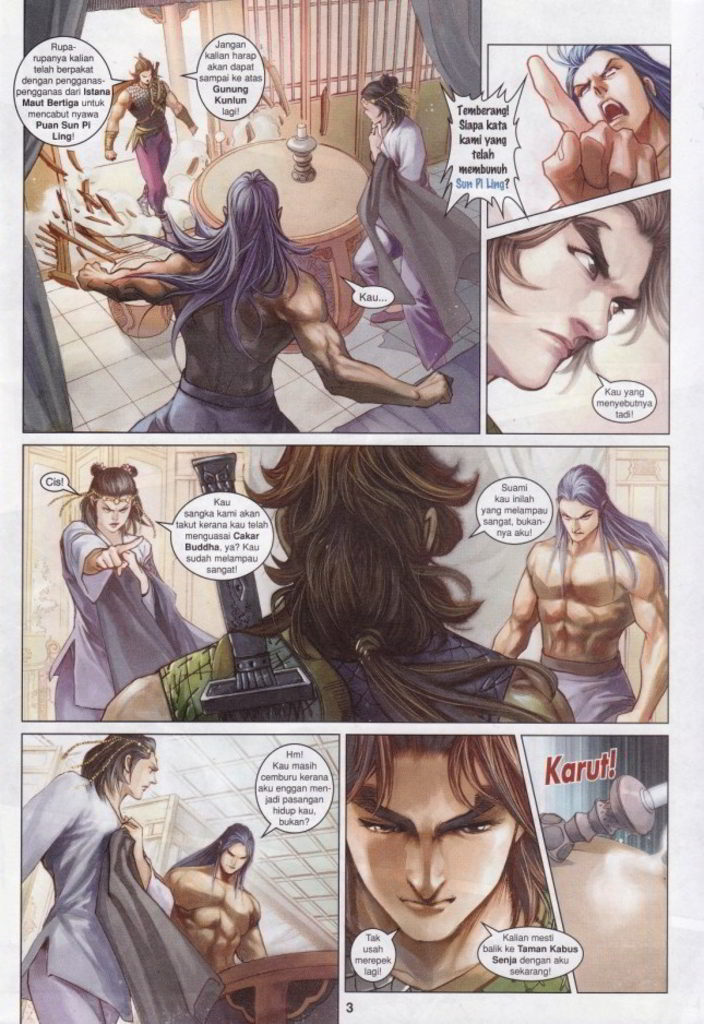 Rupa-
rupanya kalian
telah berpakat
dengan pengganas-
pengganas dari Istana
Maut Bertiga untuk
mencabut nyawa
Puan Sun Pi
Ling!
Jangan
kalian harap
akan dapat
sampai ke atas
Gunung
Kunlun
lagi!
Kau...
Temberang!
Siapa kata
kami yang
telah
membunuh
Sun Pi Ling?
Kau yang
menyebutnya
tadi!
Cis!
Kau
sangka kami akan
takut kerana kau telah
menguasai Cakar
Buddha, ya? Kau
sudah melampau
sangat!
Suami
kau inilah
yang melampau
sangat, bukan-
nya aku!
Hm!
Kau masih
cemburu kerana
aku enggan men-
jadi pasangan
hidup kau,
bukan?
Karut!
Tak
usah
merepek
lagi!
Kalian mesti
balik ke Taman Kabus
Senja dengan aku
sekarang!
3